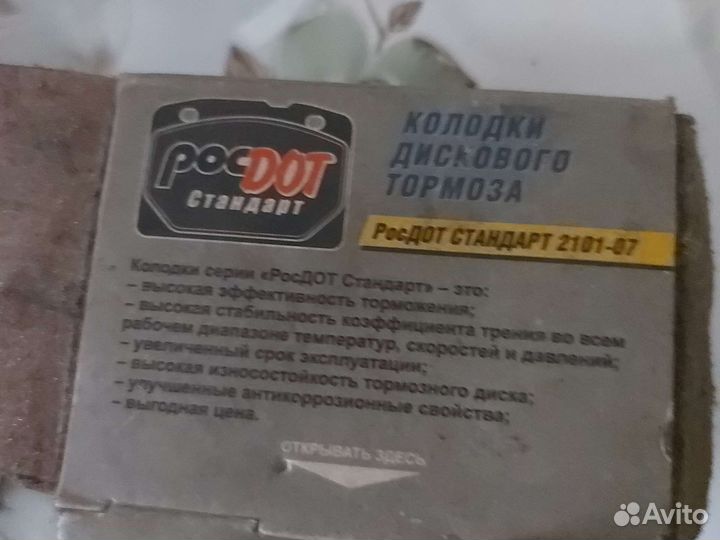 росДОТ
Стандарт
КОЛОДКИ
ДИСКОВОГО
ТОРМОЗА
РосДОТ СТАНДАРТ 2101-07
Колодки серии «РосДОТ Стандарт» – это:
– высокая эффективность торможения;
– высокая стабильность коэффициента трения во всем
рабочем диапазоне температур, скоростей и давлений;
– увеличенный срок эксплуатации;
– высокая износостойкость тормозного диска;
– улучшенные антикоррозионные свойства;
– выгодная цена.
ОТКРЫВАТЬ ЗДЕСЬ
Avito